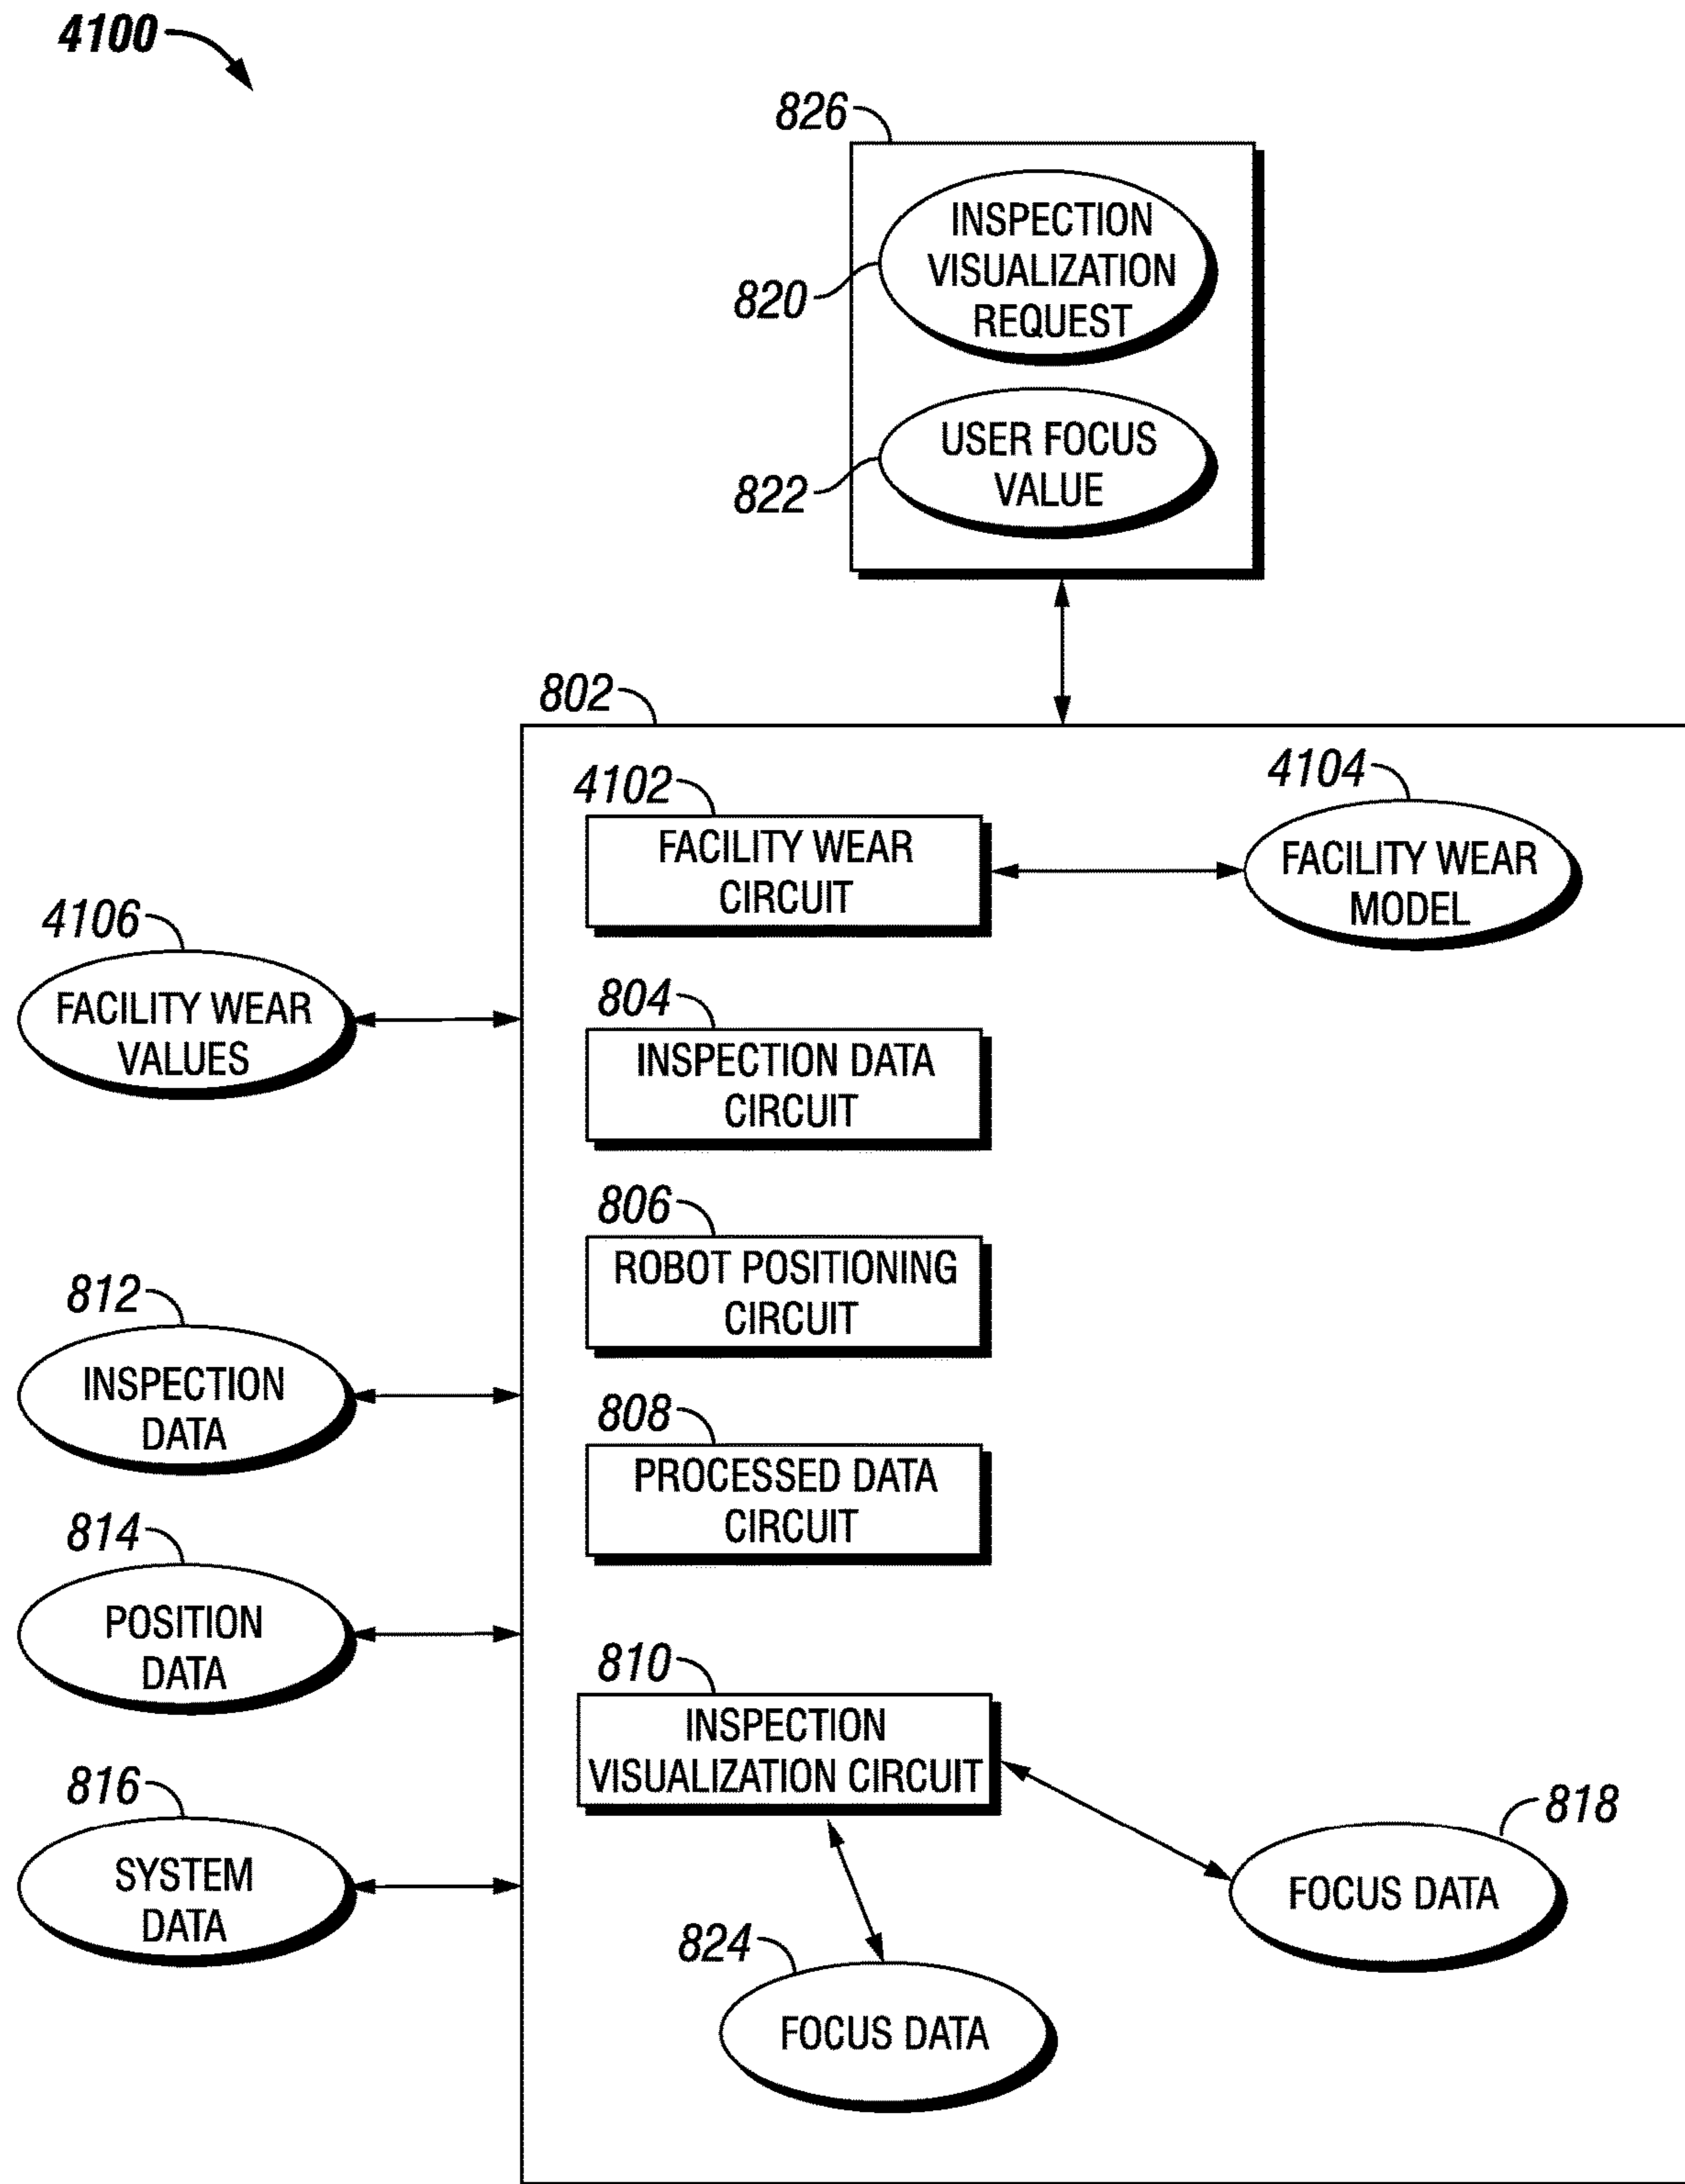 4100
826
INSPECTION
VISUALIZATION
REQUEST
820
USER FOCUS
VALUE
822
802
4102
FACILITY WEAR
CIRCUIT
4104
FACILITY WEAR
MODEL
4106
FACILITY WEAR
VALUES
804
INSPECTION DATA
CIRCUIT
806
ROBOT POSITIONING
CIRCUIT
812
INSPECTION
DATA
808
PROCESSED DATA
CIRCUIT
814
POSITION
DATA
810
INSPECTION
VISUALIZATION CIRCUIT
816
SYSTEM
DATA
818
FOCUS DATA
824
FOCUS DATA